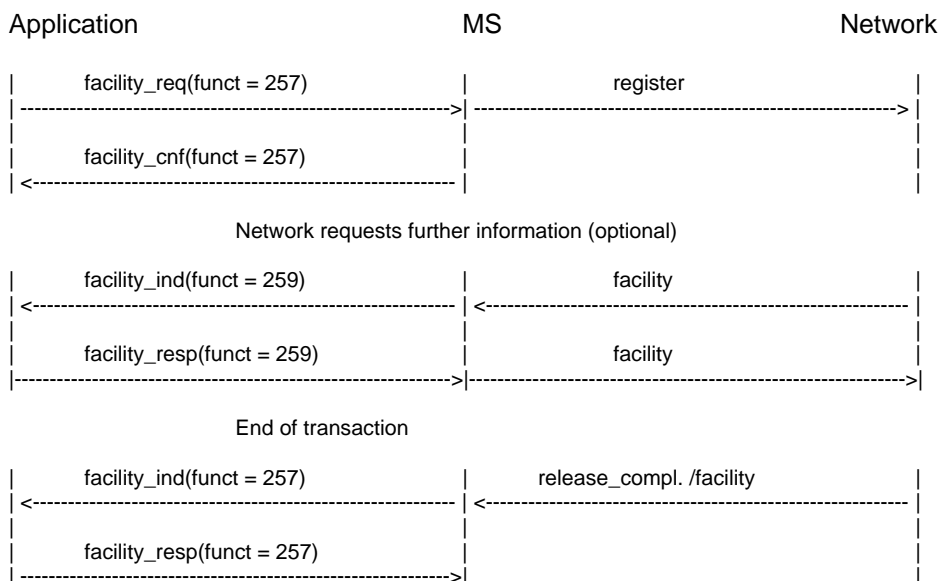 Application MS Network
facility_req(funct = 257) register
facility_cnf(funct = 257)
Network requests further information (optional)
facility_ind(funct = 259) facility
facility_resp(funct = 259) facility
End of transaction
facility_ind(funct = 257) release_compl. /facility
facility_resp(funct = 257)